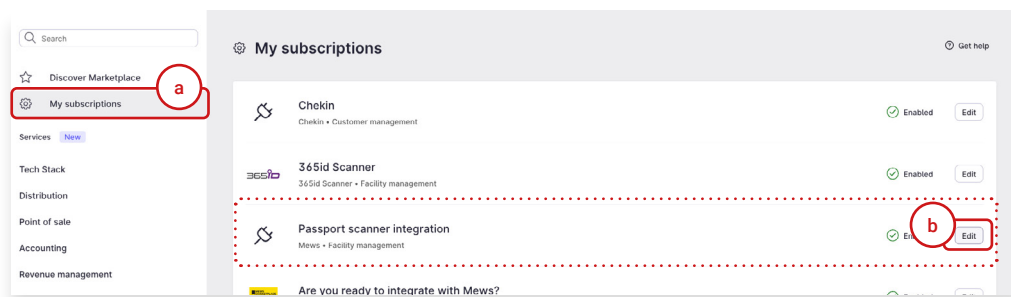 Search
Discover Marketplace
My subscriptions
Services New
Tech Stack
Distribution
Point of sale
Accounting
Revenue management
a
My subscriptions
Get help
Chekin
Chekin • Customer management
Enabled
Edit
365id
365id Scanner
365id Scanner • Facility management
Enabled
Edit
Passport scanner integration
Mews • Facility management
b
Edit
Are you ready to integrate with Mews?